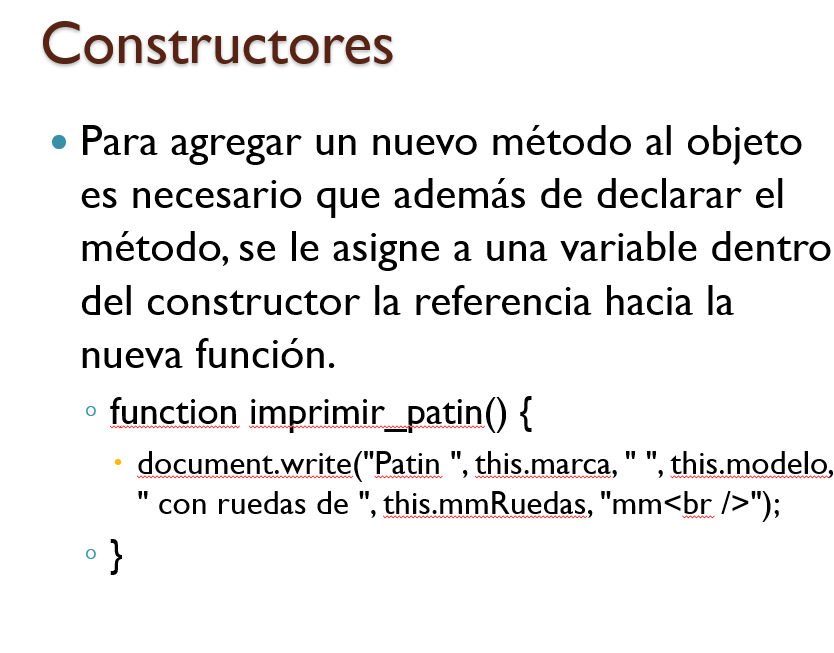 Constructores
Para agregar un nuevo método al objeto
es necesario que además de declarar el
método, se le asigne a una variable dentro
del constructor la referencia hacia la
nueva función.
function imprimir_patin() {
document.write("Patin ", this.marca, " ", this.modelo,
" con ruedas de ", this.mmRuedas, "mm<br />");
}